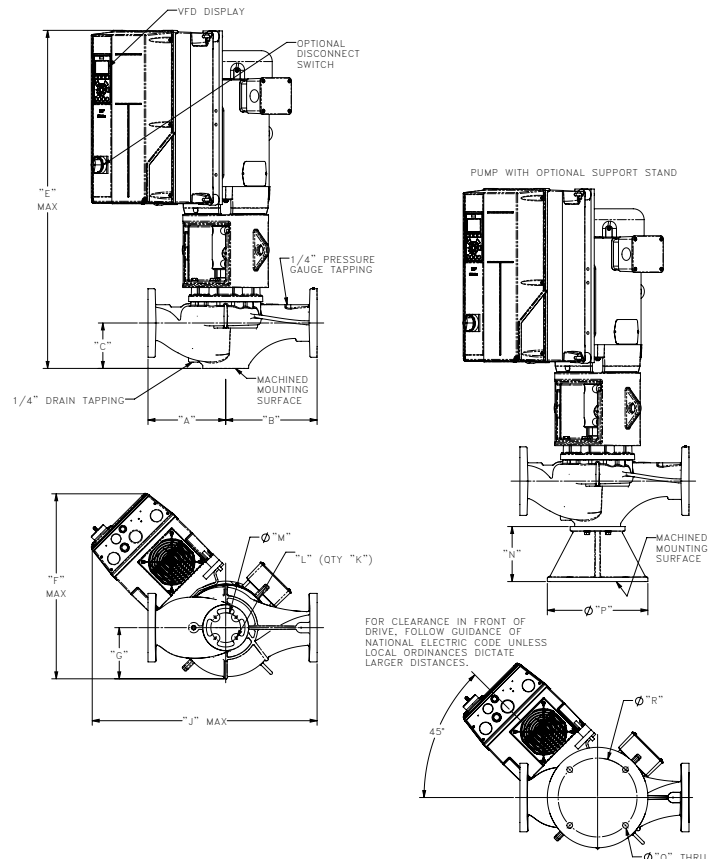 VFD DISPLAY
OPTIONAL
DISCONNECT
SWITCH
"E"
MAX
1/4" PRESSURE
GAUGE TAPPING
"C"
MACHINED
MOUNTING
SURFACE
1/4" DRAIN TAPPING
"A"
"B"
PUMP WITH OPTIONAL SUPPORT STAND
"N"
MACHINED
MOUNTING
SURFACE
Ø "P"
Ø "M"
"L" (QTY "K")
"F"
MAX
"G"
"J" MAX
FOR CLEARANCE IN FRONT OF
DRIVE, FOLLOW GUIDANCE OF
NATIONAL ELECTRIC CODE UNLESS
LOCAL ORDINANCES DICTATE
LARGER DISTANCES.
45°
Ø "R"